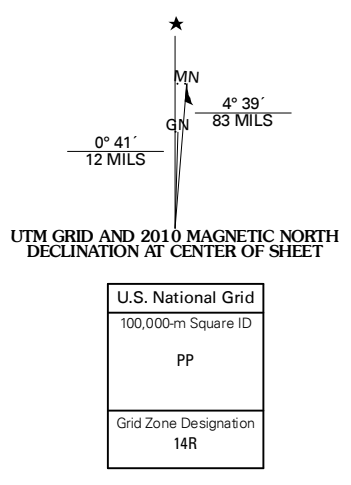 ★
MN
4° 39´
83 MILS
GN
0° 41´
12 MILS
UTM GRID AND 2010 MAGNETIC NORTH
DECLINATION AT CENTER OF SHEET
U.S. National Grid
100,000-m Square ID
PP
Grid Zone Designation
14R